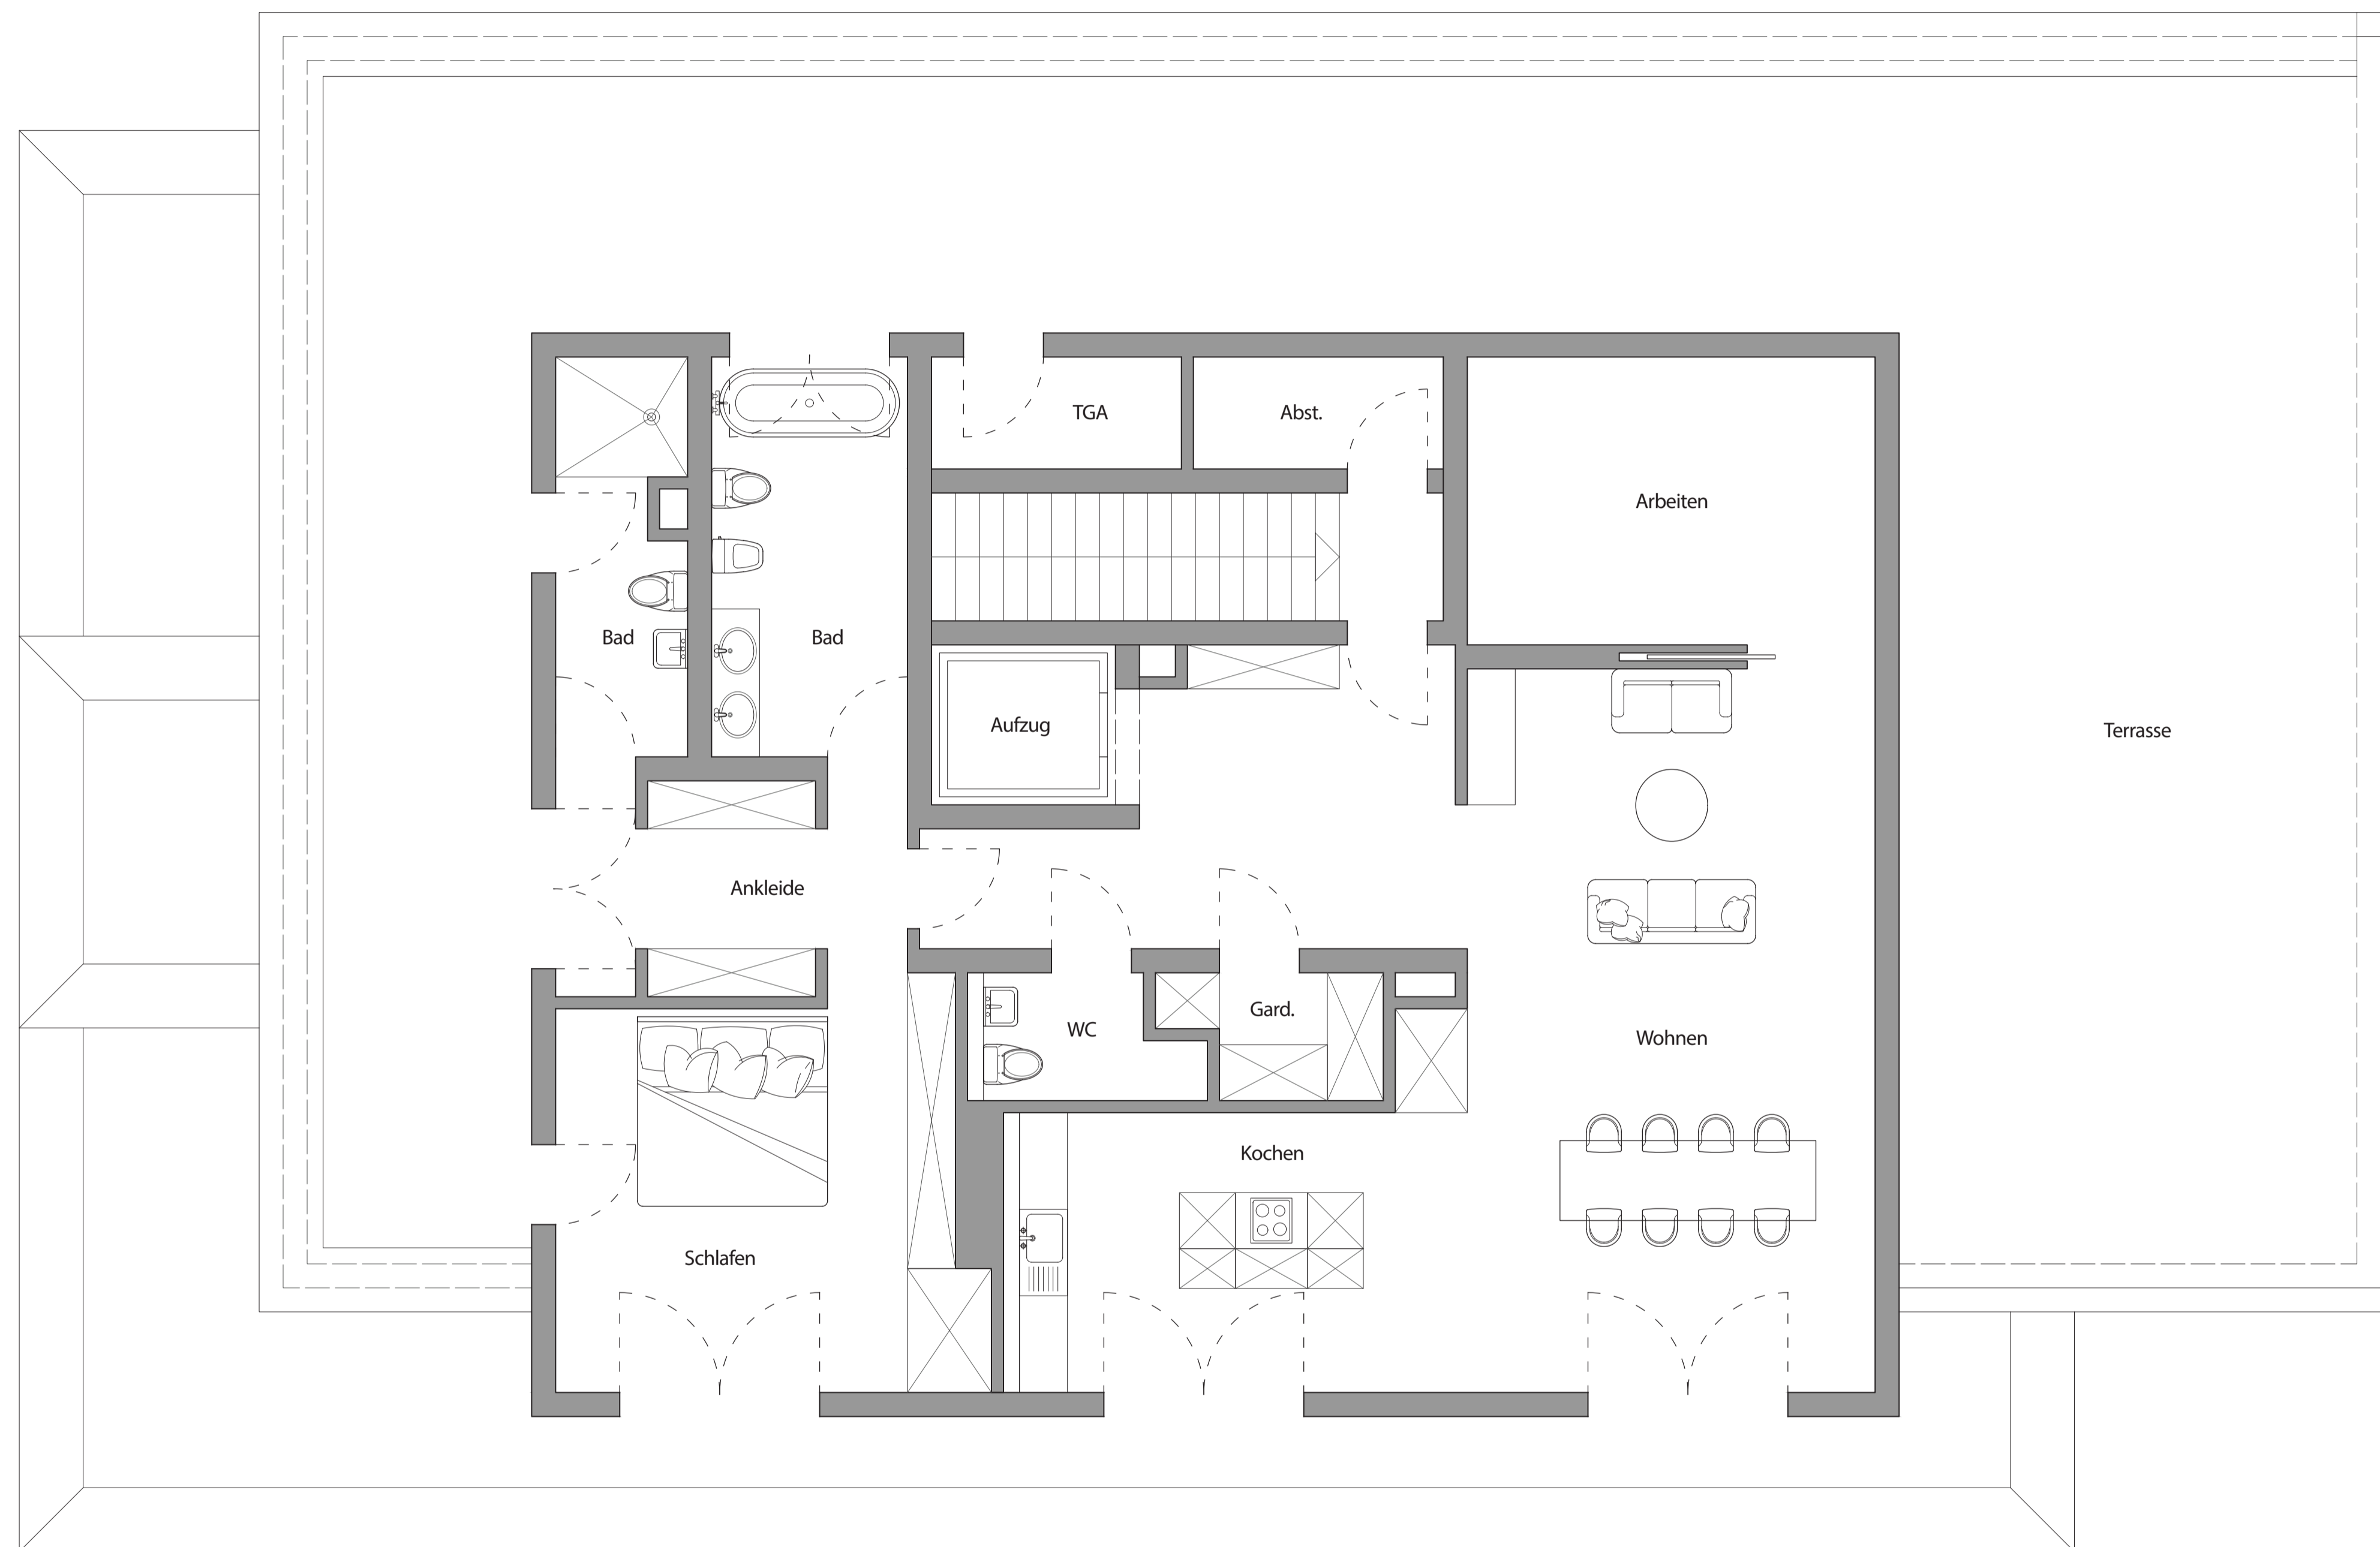 TGA
Abst.
Arbeiten
Bad
Bad
Aufzug
Terrasse
Ankleide
Gard.
WC
Wohnen
Kochen
Schlafen